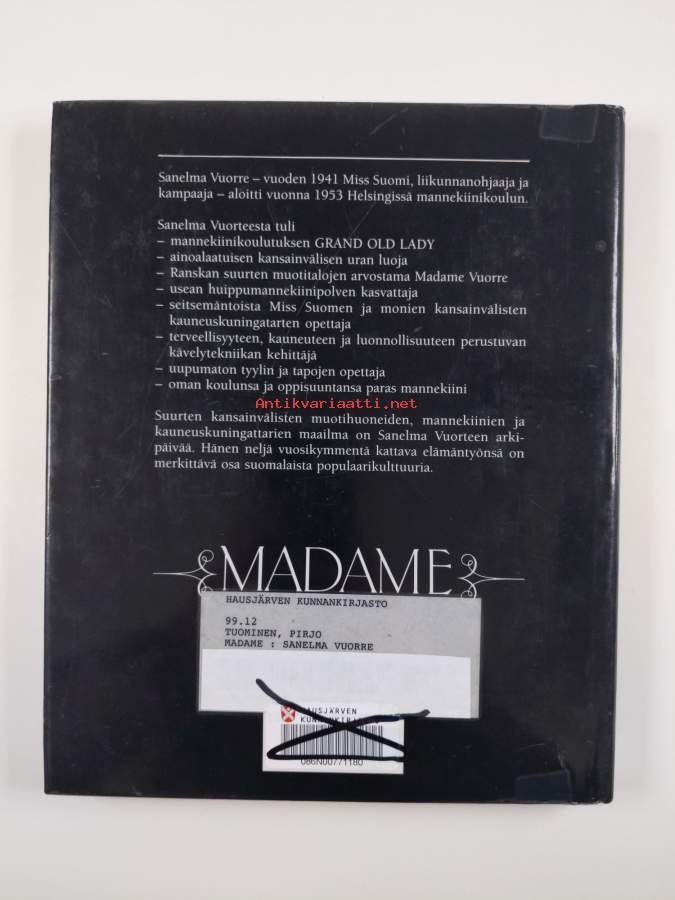 Sanelma Vuorre – vuoden 1941 Miss Suomi, liikunnanohjaaja ja
kampaaja – aloitti vuonna 1953 Helsingissä mannekiinikoulun.
Sanelma Vuorteesta tuli
– mannekiinikoulutuksen GRAND OLD LADY
– ainoalaatuisen kansainvälisen uran luoja
– Ranskan suurten muotitalojen arvostama Madame Vuorre
– usean huippumannekiinipolven kasvattaja
– seitsemäntoista Miss Suomen ja monien kansainvälisten
kauneuskuningatarten opettaja
– terveellisyyteen, kauneuteen ja luonnollisuuteen perustuvan
kävelytekniikan kehittäjä
– uupumaton tyylin ja tapojen opettaja
– oman koulunsa ja oppisuuntansa paras mannekiini
Antikvariaatti.net
Suurten kansainvälisten muotihuoneiden, mannekiinien ja
kauneuskuningattarien maailma on Sanelma Vuorteen arki-
päivää. Hänen neljä vuosikymmentä kattava elämäntyönsä on
merkittävä osa suomalaista populaarikulttuuria.
MADAME
HAUSJÄRVEN KUNNANKIRJASTO
99.12
TUOMINEN, PIRJO
MADAME : SANELMA VUORRE
AUSJÄRVEN
086N00771180